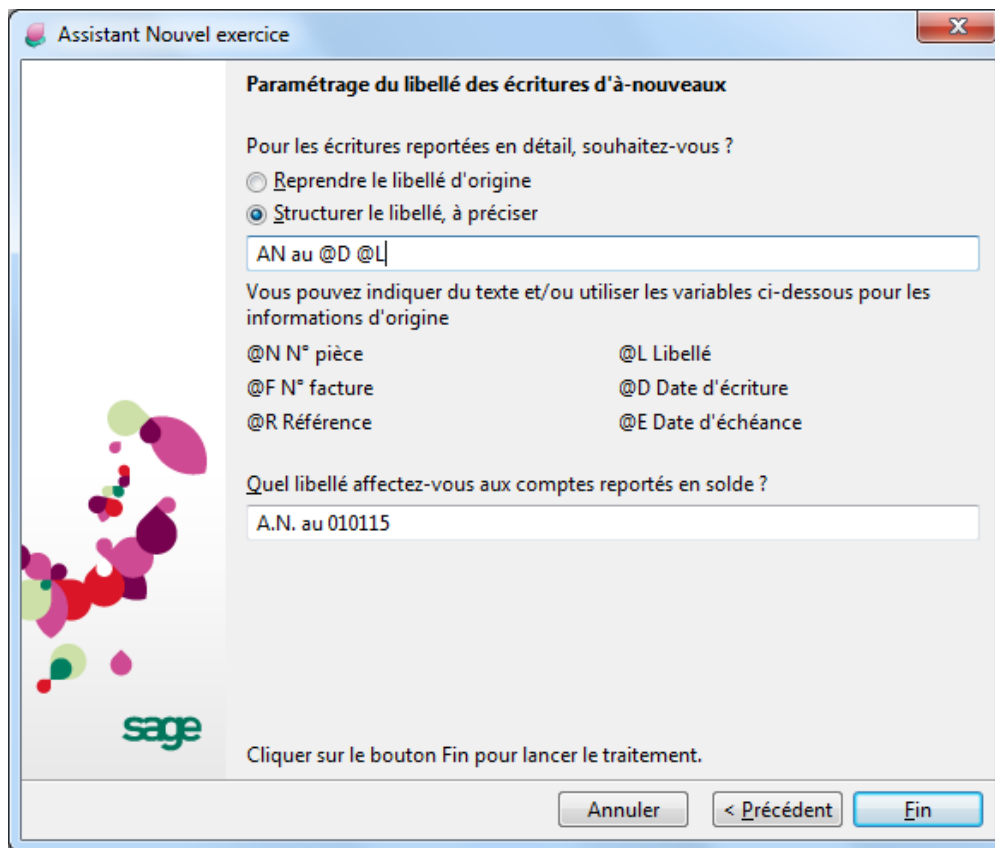 Assistant Nouvel exercice
Paramétrage du libellé des écritures d'à-nouveaux
Pour les écritures reportées en détail, souhaitez-vous ?
Reprendre le libellé d'origine
Structurer le libellé, à préciser
AN au @D @L
Vous pouvez indiquer du texte et/ou utiliser les variables ci-dessous pour les
informations d'origine
@N N° pièce @L Libellé
@F N° facture @D Date d'écriture
@R Référence @E Date d'échéance
Quel libellé affectez-vous aux comptes reportés en solde ?
A.N. au 010115
sage
Cliquer sur le bouton Fin pour lancer le traitement.
Annuler < Précédent Fin